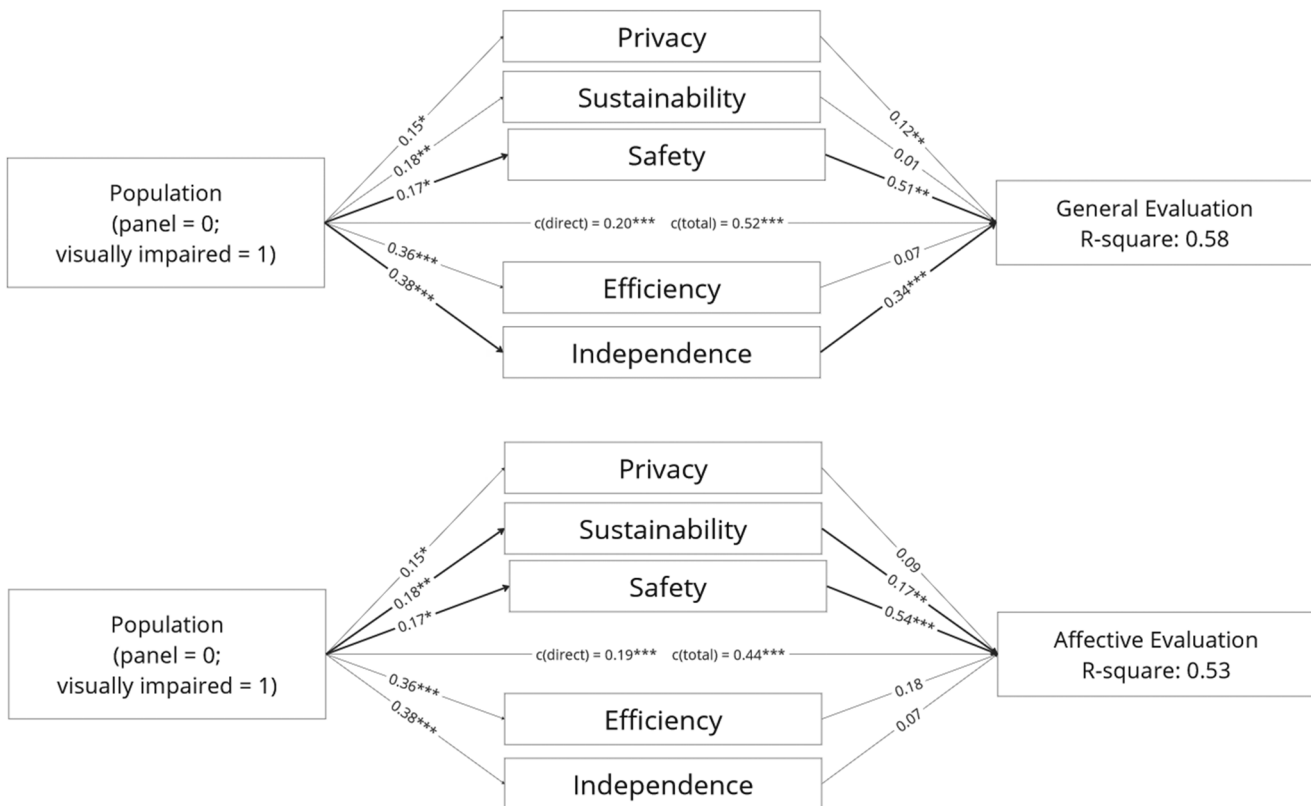 Privacy
Sustainability
Safety
Efficiency
Independence
Population
(panel = 0;
visually impaired = 1)
0.15*
0.18**
0.17*
c(direct) = 0.20*** c(total) = 0.52***
0.36***
0.38***
0.12**
0.01
0.51**
0.07
0.34***
General Evaluation
R-square: 0.58
Privacy
Sustainability
Safety
Efficiency
Independence
Population
(panel = 0;
visually impaired = 1)
0.15*
0.18**
0.17*
c(direct) = 0.19*** c(total) = 0.44***
0.36***
0.38***
0.09
0.17**
0.54***
0.18
0.07
Affective Evaluation
R-square: 0.53